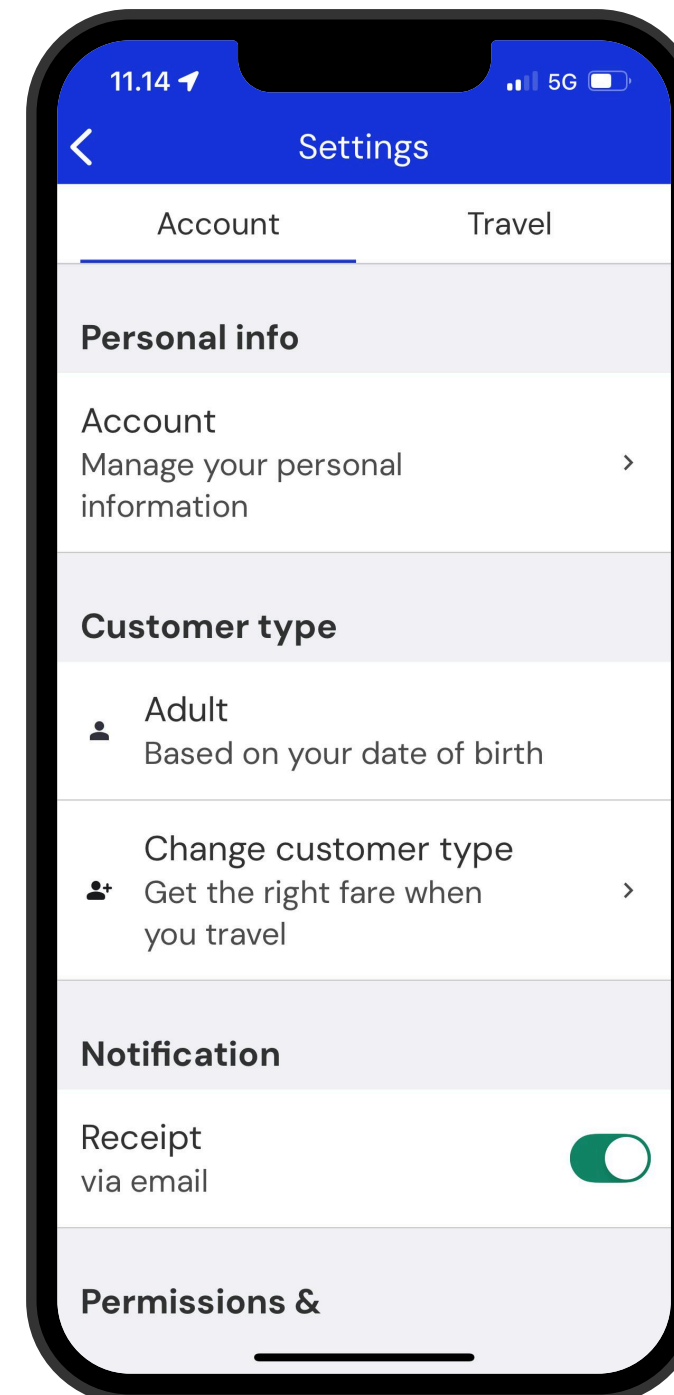 11.14 5G
Settings
Account Travel
Personal info
Account
Manage your personal
information
Customer type
Adult
Based on your date of birth
Change customer type
Get the right fare when
you travel
Notification
Receipt
via email
Permissions &